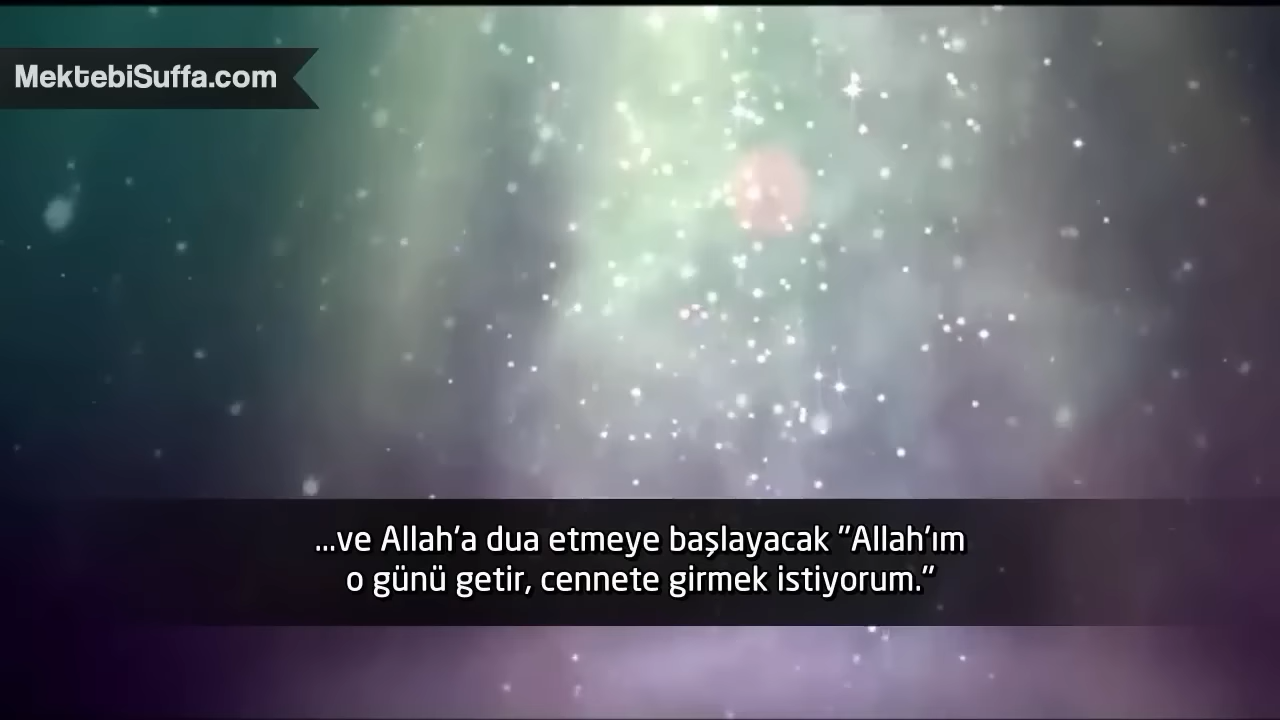 MektebiSuffa.com
...ve Allah'a dua etmeye başlayacak "Allah'ım
o günü getir, cennete girmek istiyorum."